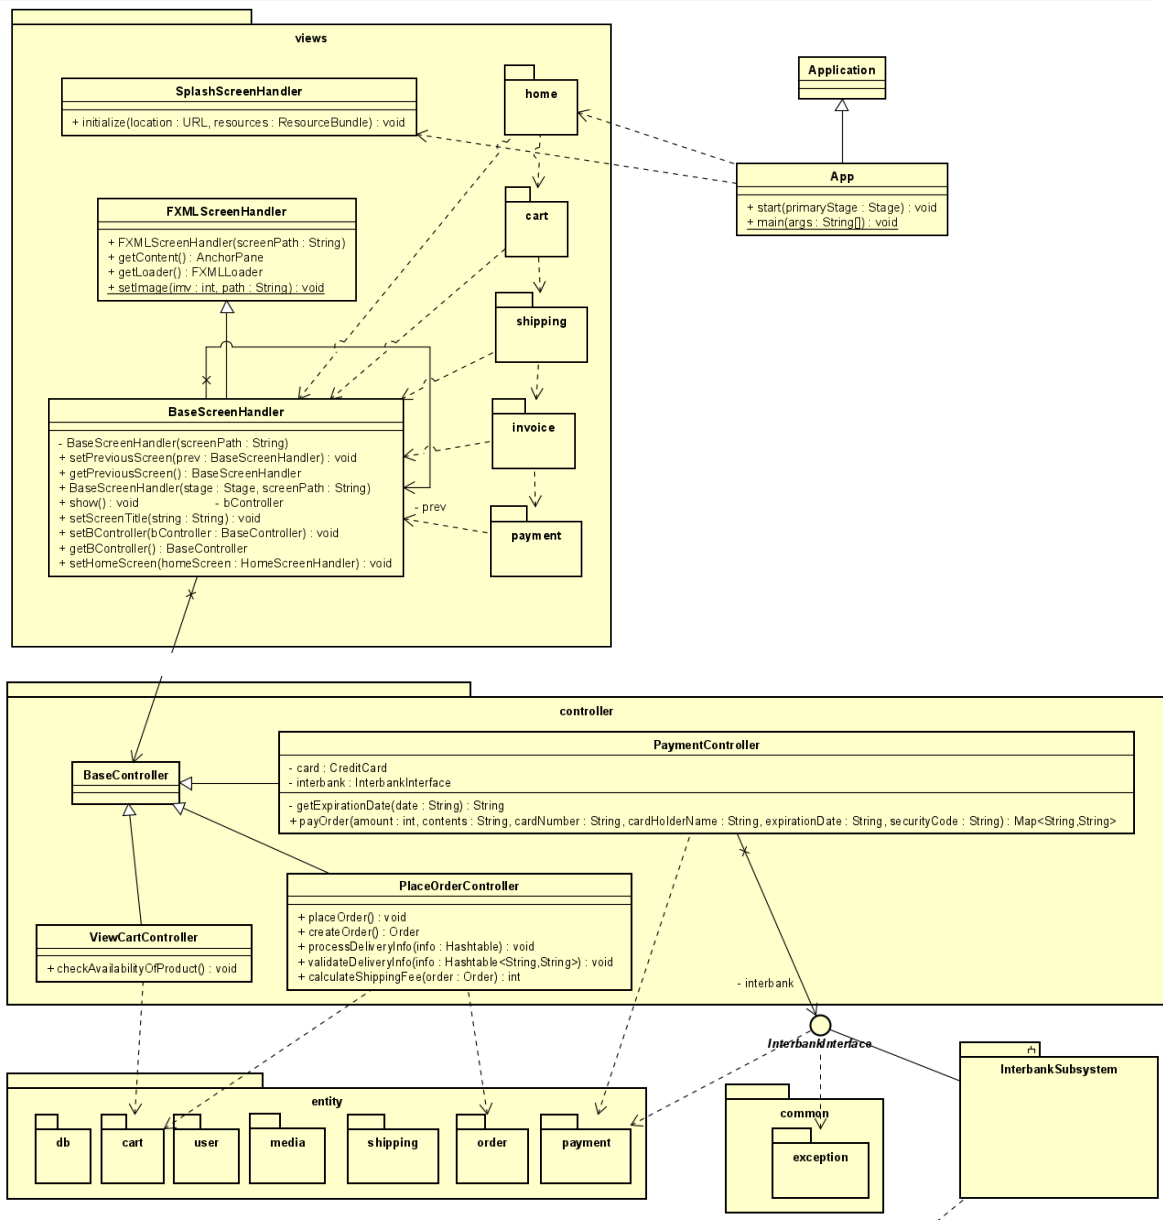 views
SplashScreenHandler
+ initialize(location : URL, resources : ResourceBundle) : void
home
Application
App
+ start(primaryStage : Stage) : void
+ main(args : String[]) : void
FXMLScreenHandler
+ FXMLScreenHandler(screenPath : String)
+ getContent() : AnchorPane
+ getLoader() : FXMLLoader
+ setImage(imv : int, path : String) : void
cart
shipping
BaseScreenHandler
- BaseScreenHandler(screenPath : String)
+ setPreviousScreen(prev : BaseScreenHandler) : void
+ getPreviousScreen() : BaseScreenHandler
+ BaseScreenHandler(stage : Stage, screenPath : String)
+ show() : void
- bController
+ setScreenTitle(string : String) : void
+ setBController(bController : BaseController) : void
+ getBController() : BaseController
+ setHomeScreen(homeScreen : HomeScreenHandler) : void
- prev
invoice
payment
controller
BaseController
PaymentController
- card : CreditCard
- interbank : InterbankInterface
- getExpirationDate(date : String) : String
+ payOrder(amount : int, contents : String, cardNumber : String, cardHolderName : String, expirationDate : String, securityCode : String) : Map<String,String>
PlaceOrderController
+ placeOrder() : void
+ createOrder() : Order
+ processDeliveryInfo(info : Hashtable) : void
+ validateDeliveryInfo(info : Hashtable<String,String>) : void
+ calculateShippingFee(order : Order) : int
ViewCartController
+ checkAvailabilityOfProduct() : void
- interbank
InterbankInterface
InterbankSubsystem
entity
db
cart
user
media
shipping
order
payment
common
exception